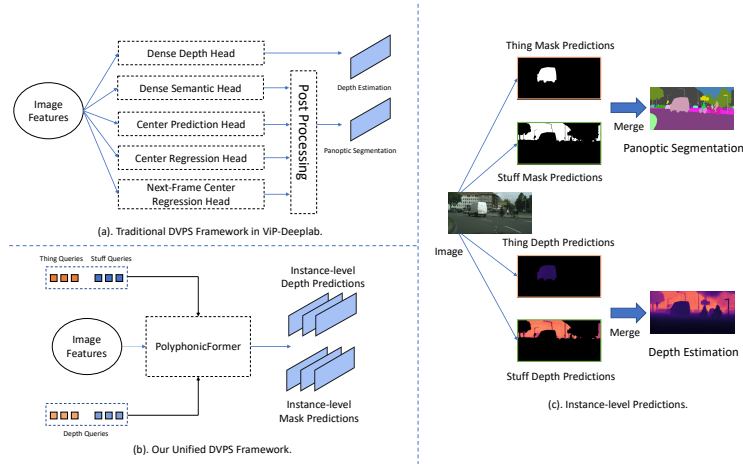 Image
Features
Dense Depth Head
Dense Semantic Head
Center Prediction Head
Center Regression Head
Next-Frame Center
Regression Head
Post Processing
Depth Estimation
Panoptic Segmentation
(a). Traditional DVPS Framework in ViP-Deeplab.
Thing Queries
Stuff Queries
Image
Features
PolyphonicFormer
Depth Queries
Instance-level
Depth Predictions
Instance-level
Mask Predictions
(b). Our Unified DVPS Framework.
Thing Mask Predictions
Stuff Mask Predictions
Merge
Panoptic Segmentation
Image
Thing Depth Predictions
Stuff Depth Predictions
Merge
Depth Estimation
(c). Instance-level Predictions.